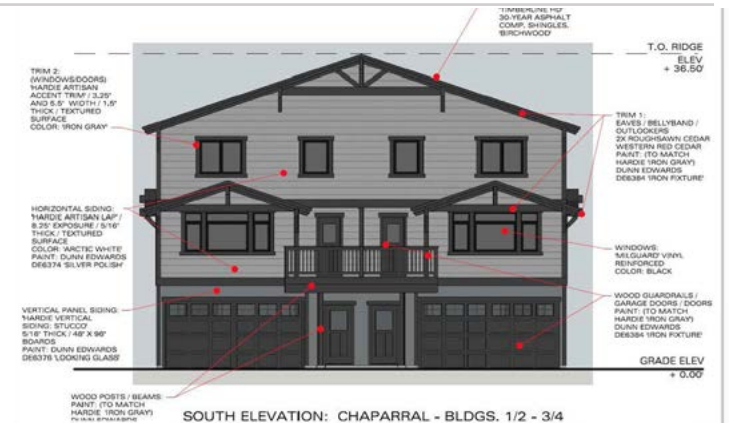 'TIMBERLINE HD'
30-YEAR ASPHALT
COMP. SHINGLES.
'BIRCHWOOD'
T.O. RIDGE
ELEV
+ 36.50'
TRIM 2:
(WINDOWS/DOORS)
'HARDIE ARTISAN
ACCENT TRIM' / 3.25"
AND 5.5" WIDTH / 1.5"
THICK / TEXTURED
SURFACE
COLOR: 'IRON GRAY'
TRIM 1:
EAVES / BELLYBAND /
OUTLOOKERS
2X ROUGHSAWN CEDAR
WESTERN RED CEDAR
PAINT: (TO MATCH
HARDIE 'IRON GRAY')
DUNN EDWARDS
DE6384 'IRON FIXTURE'
HORIZONTAL SIDING:
'HARDIE ARTISAN LAP' /
8.25" EXPOSURE / 5/16"
THICK / TEXTURED
SURFACE
COLOR: 'ARCTIC WHITE'
PAINT: DUNN EDWARDS
DE6374 'SILVER POLISH'
WINDOWS:
'MILGUARD' VINYL
REINFORCED
COLOR: BLACK
VERTICAL PANEL SIDING:
'HARDIE VERTICAL
SIDING: STUCCO'
5/16" THICK / 48" X 96"
BOARDS
PAINT: DUNN EDWARDS
DE6376 'LOOKING GLASS'
WOOD GUARDRAILS /
GARAGE DOORS / DOORS
PAINT: (TO MATCH
HARDIE 'IRON GRAY')
DUNN EDWARDS
DE6384 'IRON FIXTURE'
GRADE ELEV
+ 0.00'
WOOD POSTS / BEAMS:
PAINT: (TO MATCH
HARDIE 'IRON GRAY')
DUNN EDWARDS
SOUTH ELEVATION: CHAPARRAL - BLDGS. 1/2 - 3/4